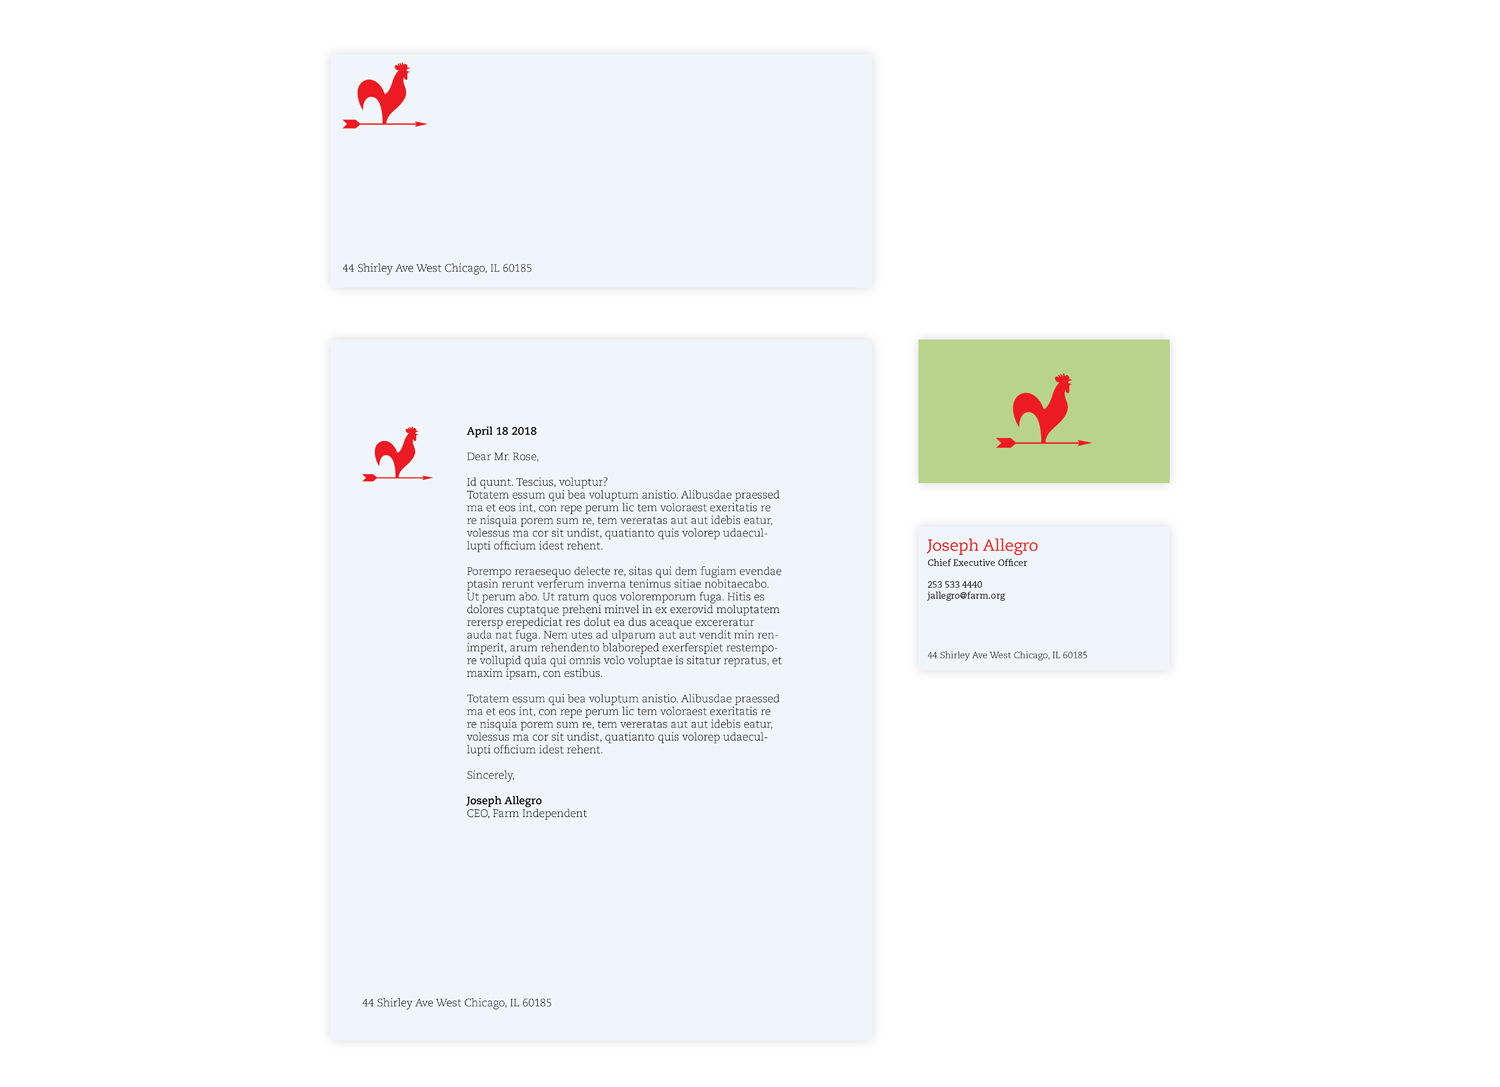 44 Shirley Ave West Chicago, IL 60185
April 18 2018
Dear Mr. Rose,
Id qunt. Tescius, voluptur?
Totatem essum qui bea voluptum anistio. Alibusdae praessed
ma et eos int, con repe perum lic tem voloraest exeritatis re
re nisquia porem sum re, tem vereratas aut aut idebis eatur,
volessus ma cor sit undist, quatianto quis volorep udaecul-
lupti officium idest rehent.
Porempo reraesequo delecte re, sitas qui dem fugiam evendae
ptasin rerunt verferum inverna tenimus sitiae nobitaecabo.
Ut perum abo. Ut ratum quos voloremporum fuga. Hitis es
dolores cuptatque preheni minvel in ex exerovid moluptatem
rerersp erepediciat res dolut ea dus aceaque excereratur
auda nat fuga. Nem utes ad ulparum aut aut vendit min ren-
imperit, arum rehendento blaboreped exerferspiet restempo-
re vollupid quia qui omnis volo voluptae is sitatur repratus, et
maxim ipsam, con estibus.
Totatem essum qui bea voluptum anistio. Alibusdae praessed
ma et eos int, con repe perum lic tem voloraest exeritatis re
re nisquia porem sum re, tem vereratas aut aut idebis eatur,
volessus ma cor sit undist, quatianto quis volorep udaecul-
lupti officium idest rehent.
Sincerely,
Joseph Allegro
CEO, Farm Independent
44 Shirley Ave West Chicago, IL 60185
Joseph Allegro
Chief Executive Officer
253 533 4440
jallegro@farm.org
44 Shirley Ave West Chicago, IL 60185